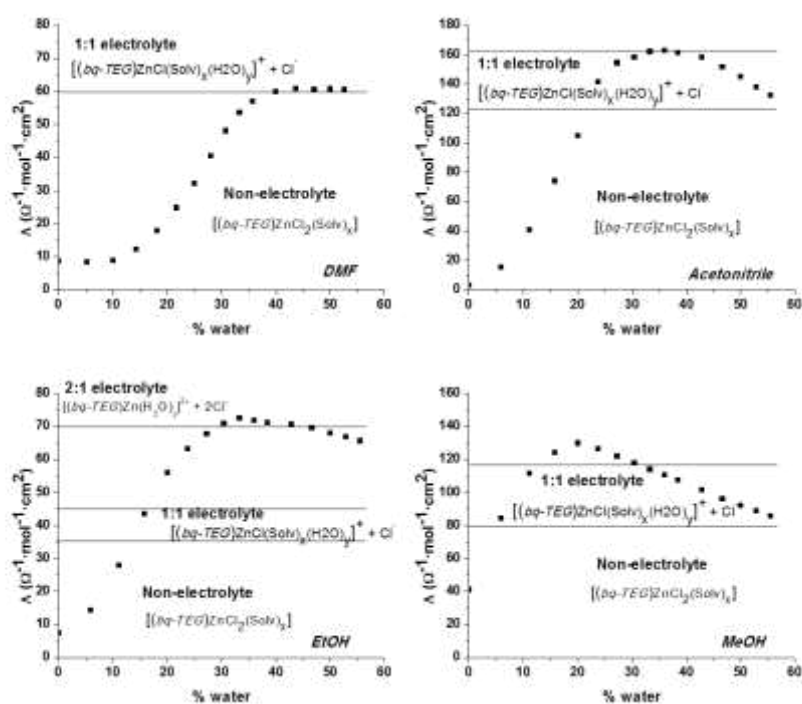 80
70
60
50
40
30
20
10
0
Λ (Ω⁻¹·mol⁻¹·cm²)
1:1 electrolyte
[(bq-TEG)ZnCl(Solv)x(H2O)y]⁺ + Cl⁻
Non-electrolyte
[(bq-TEG)ZnCl₂(Solv)x]
DMF
0 10 20 30 40 50 60
% water
180
160
140
120
100
80
60
40
20
0
Λ (Ω⁻¹·mol⁻¹·cm²)
1:1 electrolyte
[(bq-TEG)ZnCl(Solv)x(H2O)y]⁺ + Cl⁻
Non-electrolyte
[(bq-TEG)ZnCl₂(Solv)x]
Acetonitrile
0 10 20 30 40 50 60
% water
80
70
60
50
40
30
20
10
0
Λ (Ω⁻¹·mol⁻¹·cm²)
2:1 electrolyte
[(bq-TEG)Zn(H₂O)y]²⁺ + 2Cl⁻
1:1 electrolyte
[(bq-TEG)ZnCl(Solv)x(H2O)y]⁺ + Cl⁻
Non-electrolyte
[(bq-TEG)ZnCl₂(Solv)x]
EtOH
0 10 20 30 40 50 60
% water
160
140
120
100
80
60
40
20
0
Λ (Ω⁻¹·mol⁻¹·cm²)
1:1 electrolyte
[(bq-TEG)ZnCl(Solv)x(H2O)y]⁺ + Cl⁻
Non-electrolyte
[(bq-TEG)ZnCl₂(Solv)x]
MeOH
0 10 20 30 40 50 60
% water